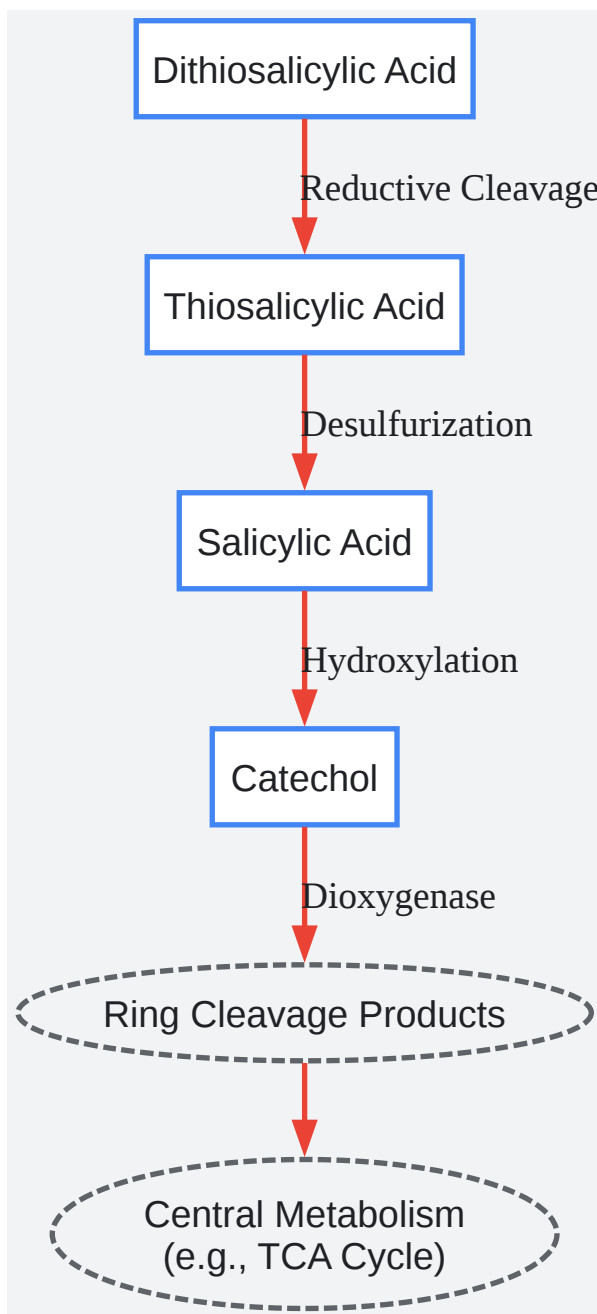 Dithiosalicylic Acid
Reductive Cleavage
Thiosalicylic Acid
Desulfurization
Salicylic Acid
Hydroxylation
Catechol
Dioxygenase
Ring Cleavage Products
Central Metabolism
(e.g., TCA Cycle)